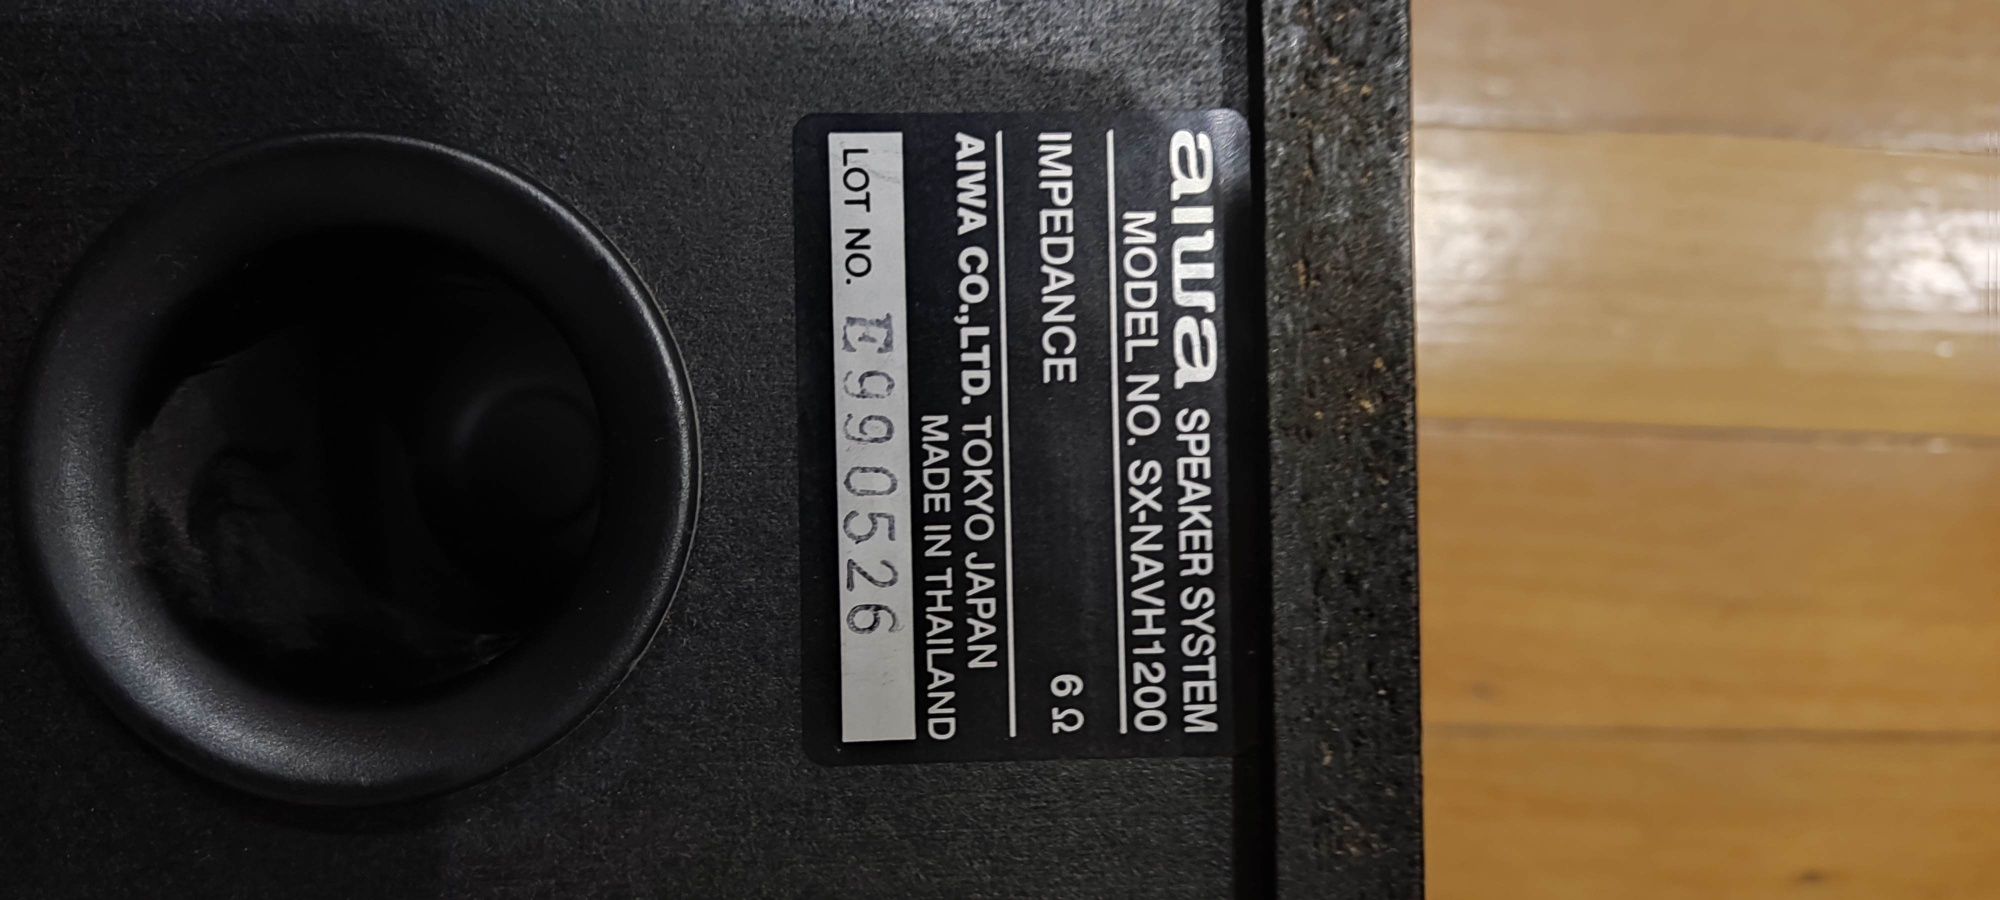 aiwa SPEAKER SYSTEM
MODEL NO. SX-NAVH1200
IMPEDANCE 6 Ω
AIWA CO.,LTD. TOKYO JAPAN
MADE IN THAILAND
LOT NO. E990526